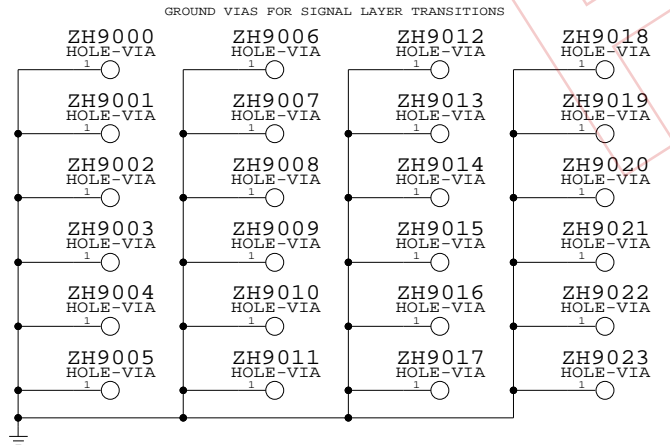 GROUND VIAS FOR SIGNAL LAYER TRANSITIONS
ZH9000
HOLE-VIA
1
ZH9001
HOLE-VIA
1
ZH9002
HOLE-VIA
1
ZH9003
HOLE-VIA
1
ZH9004
HOLE-VIA
1
ZH9005
HOLE-VIA
1
ZH9006
HOLE-VIA
1
ZH9007
HOLE-VIA
1
ZH9008
HOLE-VIA
1
ZH9009
HOLE-VIA
1
ZH9010
HOLE-VIA
1
ZH9011
HOLE-VIA
1
ZH9012
HOLE-VIA
1
ZH9013
HOLE-VIA
1
ZH9014
HOLE-VIA
1
ZH9015
HOLE-VIA
1
ZH9016
HOLE-VIA
1
ZH9017
HOLE-VIA
1
ZH9018
HOLE-VIA
1
ZH9019
HOLE-VIA
1
ZH9020
HOLE-VIA
1
ZH9021
HOLE-VIA
1
ZH9022
HOLE-VIA
1
ZH9023
HOLE-VIA
1